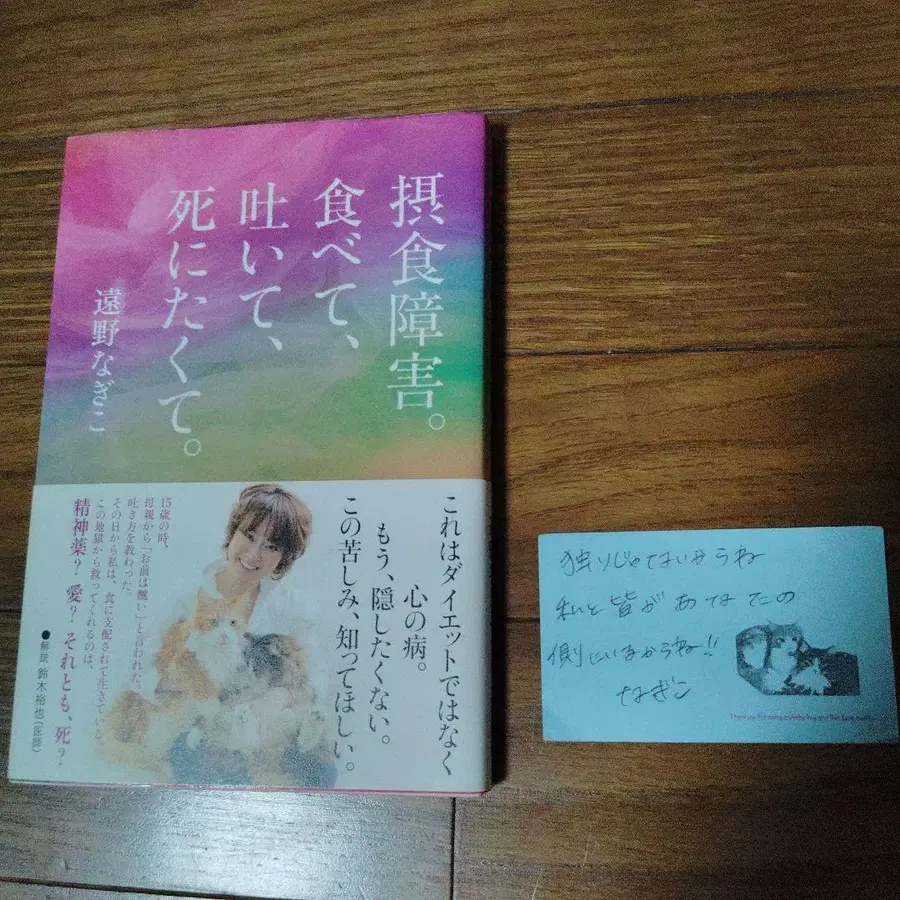 摂食障害。
食べて、
吐いて、
死にたくて。
遠野なぎこ
これはダイエットではなく
心の病。
もう、隠したくない。
この苦しみ、知ってほしい。
15歳の時、
母親から「お前は醜い」と言われた、
吐き方を教わった。
その日から私は、食に支配されて生きている
この地獄から救ってくれるのは、
精神薬？ 愛？ それとも、死？
●解説 鈴木裕也(医師)
独りじゃないからね
私と皆があなたの
側にいるからね!!
なぎこ